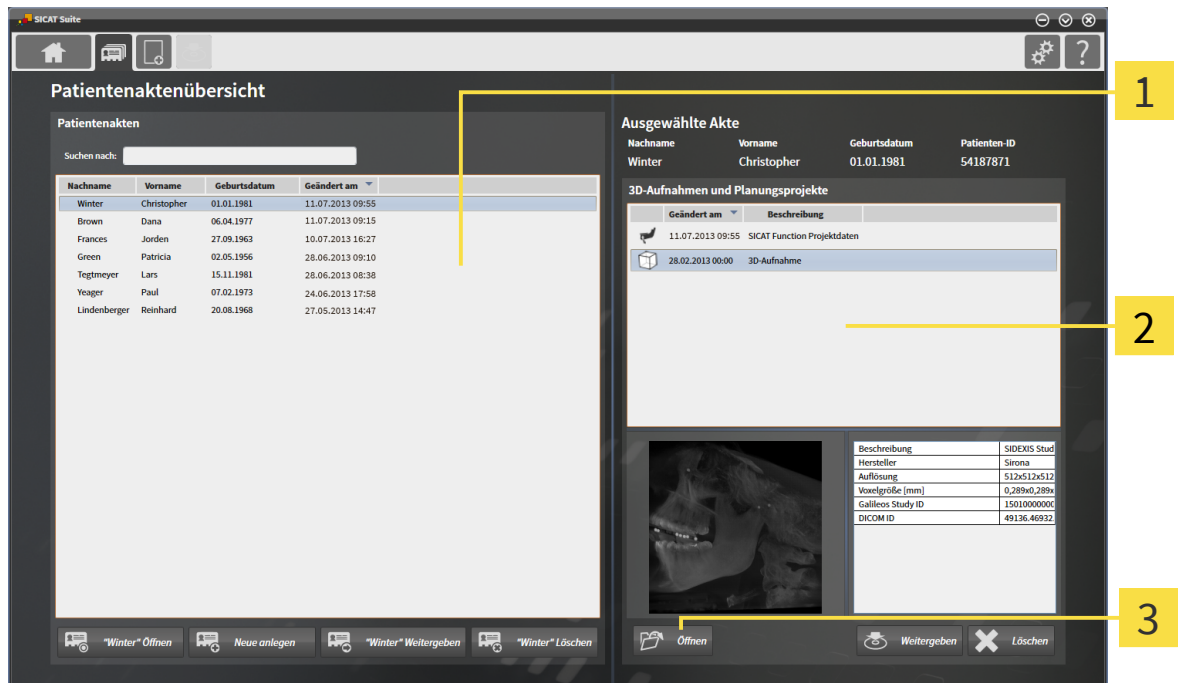 SICAT Suite
?
Patientenaktenübersicht
Patientenakten
Suchen nach:
Nachname Vorname Geburtsdatum Geändert am
Winter Christopher 01.01.1981 11.07.2013 09:55
Brown Dana 06.04.1977 11.07.2013 09:15
Frances Jorden 27.09.1963 10.07.2013 16:27
Green Patricia 02.05.1956 28.06.2013 09:10
Tegtmeyer Lars 15.11.1981 28.06.2013 08:38
Yeager Paul 07.02.1973 24.06.2013 17:58
Lindenberger Reinhard 20.08.1968 27.05.2013 14:47
"Winter" Öffnen
Neue anlegen
"Winter" Weitergeben
"Winter" Löschen
Ausgewählte Akte
Nachname Vorname Geburtsdatum Patienten-ID
Winter Christopher 01.01.1981 54187871
3D-Aufnahmen und Planungsprojekte
Geändert am Beschreibung
11.07.2013 09:55 SICAT Function Projektdaten
28.02.2013 00:00 3D-Aufnahme
Beschreibung SIDEXIS Stud
Hersteller Sirona
Auflösung 512x512x512
Voxelgröße [mm] 0,289x0,289x
Galileos Study ID 15010000000
DICOM ID 49136.46932
Öffnen
Weitergeben
Löschen
1
2
3